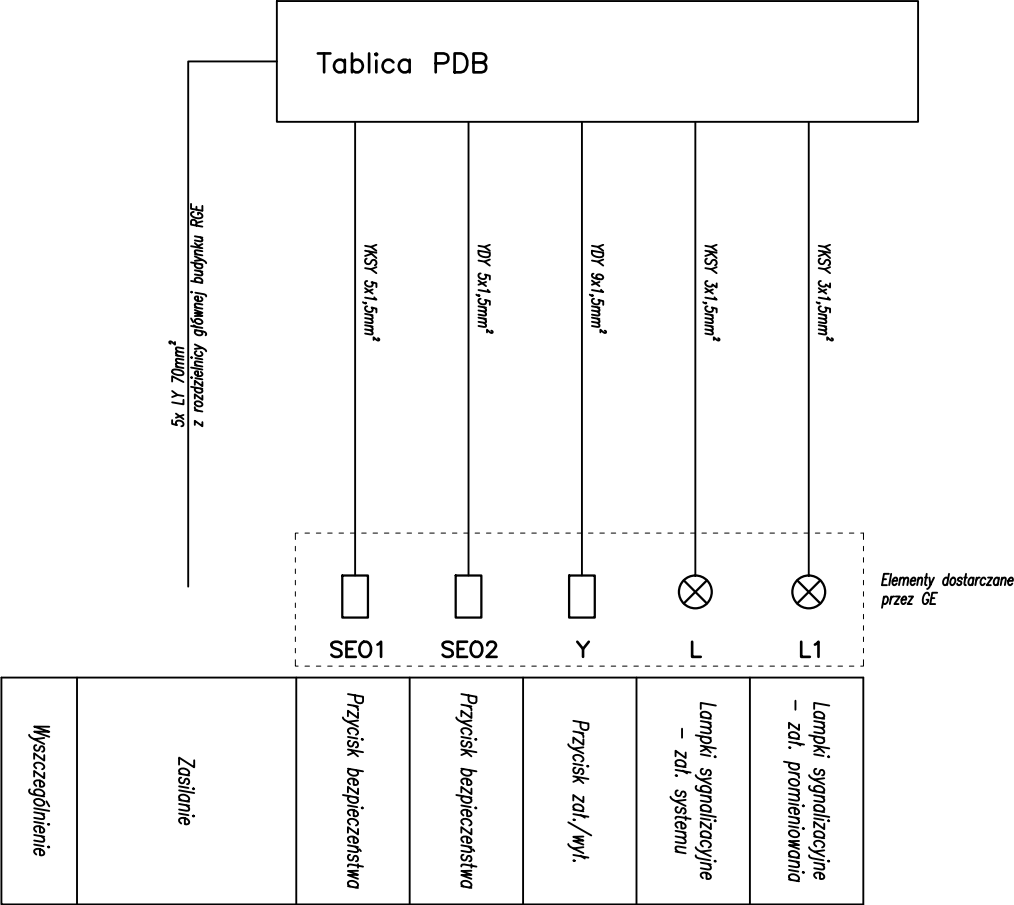 Tablica PDB
5x LY 70mm²
z rozdzielnicy głównej budynku RGE
YKSY 5x1,5mm²
YDY 5x1,5mm²
YDY 9x1,5mm²
YKSY 3x1,5mm²
YKSY 3x1,5mm²
Elementy dostarczane
przez GE
SEO1
SEO2
Y
L
L1
Wyszczególnienie
Zasilanie
Przycisk bezpieczeństwa
Przycisk bezpieczeństwa
Przycisk zał./wył.
Lampki sygnalizacyjne
– zał. systemu
Lampki sygnalizacyjne
– zał. promieniowania